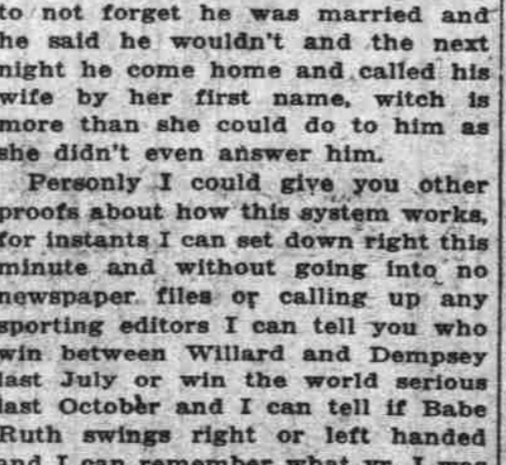 to not forget he was married and
he said he wouldn't and the next
night he come home and called his
wife by her first name, witch is
more than she could do to him as
she didn't even answer him.
Personly I could give you other
proofs about how this system works,
for instants I can set down right this
minute and without going into no
newspaper files or calling up any
sporting editors I can tell you who
win between Willard and Dempsey
last July or win the world serious
last October and I can tell if Babe
Ruth swings right or left handed
and I can remember what